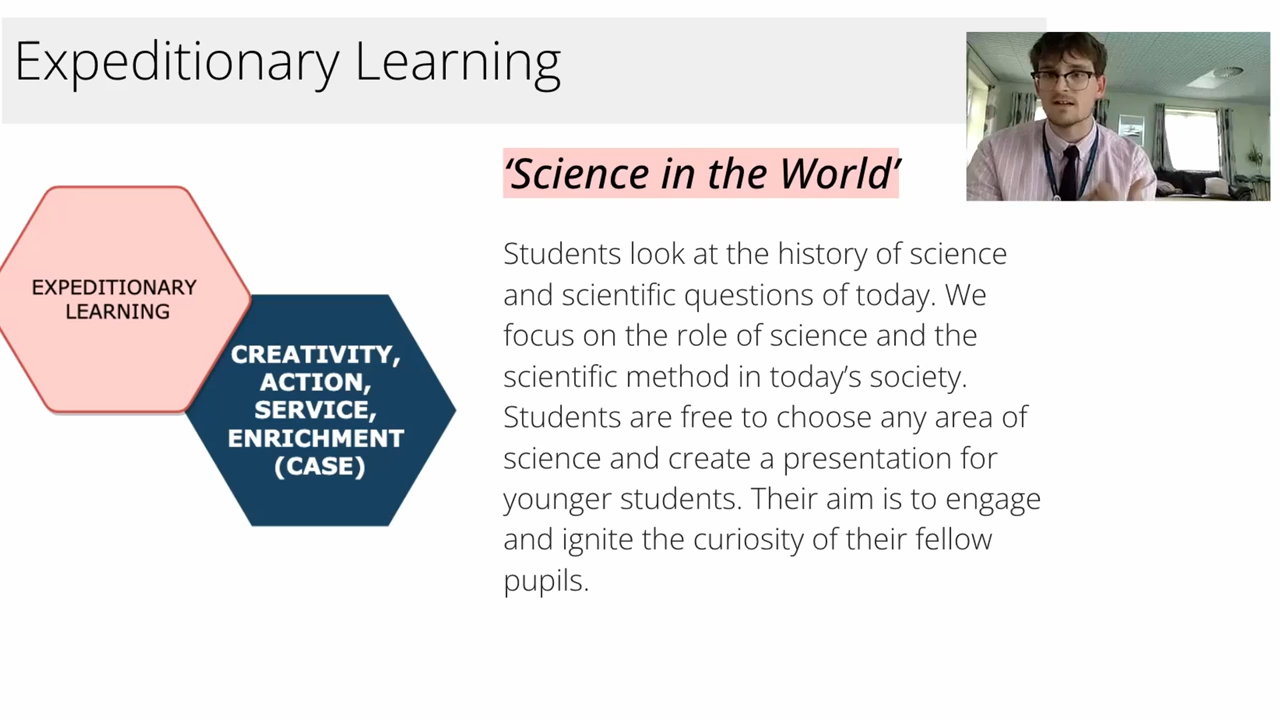 Expeditionary Learning
‘Science in the World’
EXPEDITIONARY
LEARNING
CREATIVITY,
ACTION,
SERVICE,
ENRICHMENT
(CASE)
Students look at the history of science
and scientific questions of today. We
focus on the role of science and the
scientific method in today’s society.
Students are free to choose any area of
science and create a presentation for
younger students. Their aim is to engage
and ignite the curiosity of their fellow
pupils.